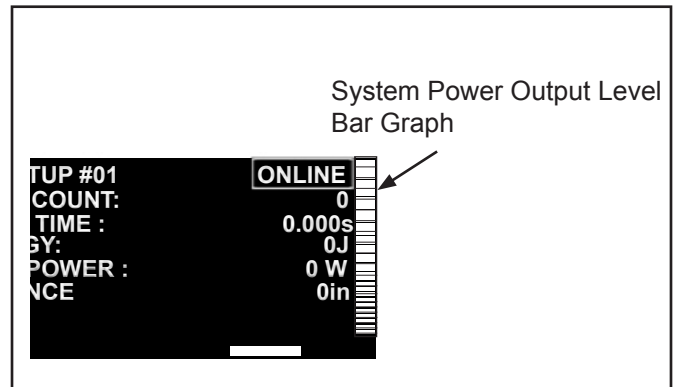 System Power Output Level
Bar Graph
TUP #01 ONLINE
COUNT: 0
TIME : 0.000s
GY: 0J
POWER : 0 W
NCE 0in